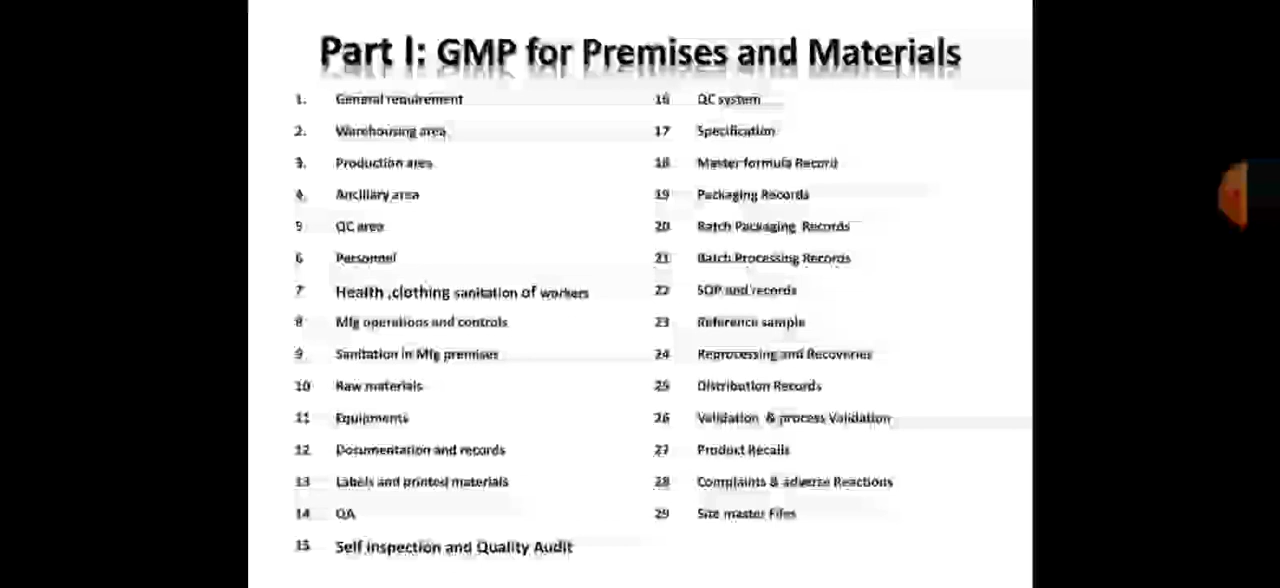 Part I: GMP for Premises and Materials
1. General requirement
2. Warehousing area
3. Production area
4. Ancillary area
5 QC area
6 Personnel
7 Health ,clothing sanitation of workers
8 Mfg operations and controls
9 Sanitation in Mfg premises
10 Raw materials
11 Equipments
12 Documentation and records
13 Labels and printed materials
14 QA
15 Self inspection and Quality Audit
16 QC system
17 Specification
18 Master formula Record
19 Packaging Records
20 Batch Packaging Records
21 Batch Processing Records
22 SOP and records
23 Reference sample
24 Reprocessing and Recoveries
25 Distribution Records
26 Validation & process Validation
27 Product Recalls
28 Complaints & adverse Reactions
29 Site master Files